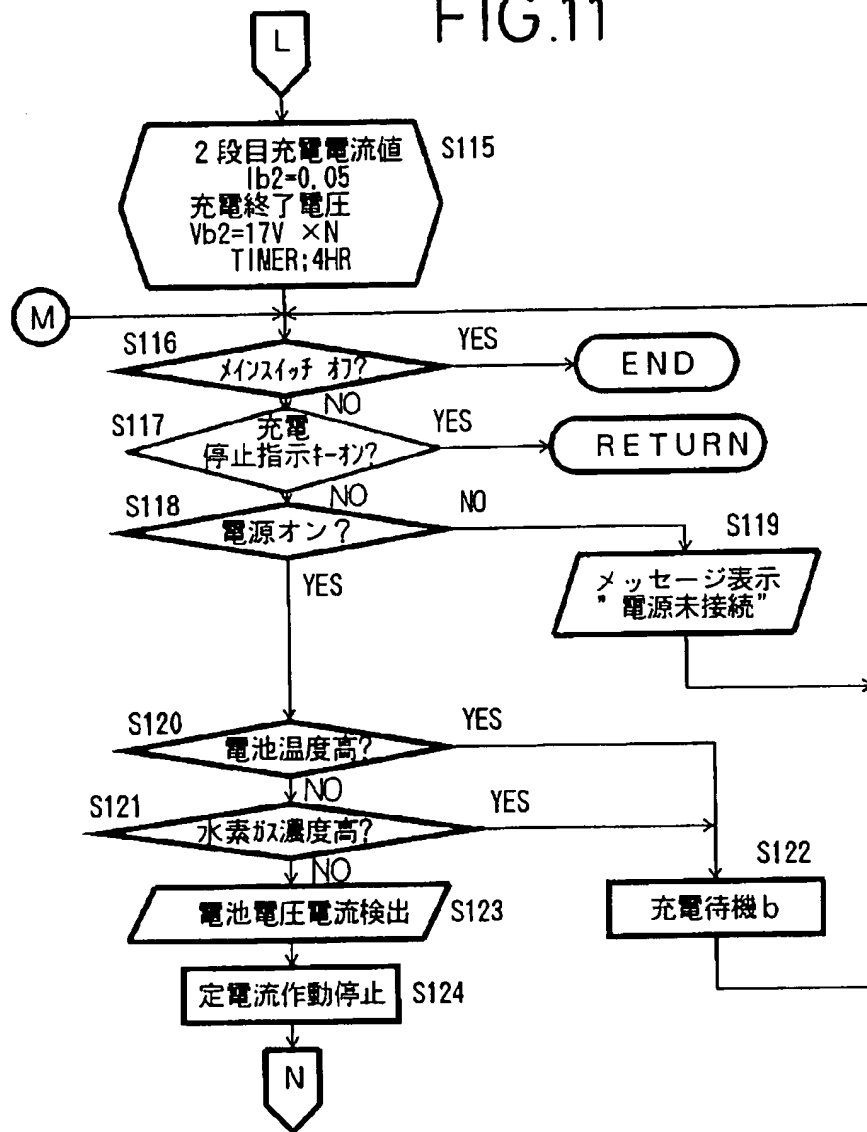 FIG.11
L
2段目充電電流値
Ib2=0.05
充電終了電圧
Vb2=17V ×N
TIMER;4HR
S115
M
S116
メインスイッチ オフ?
YES
END
NO
S117
充電
停止指示キーオン?
YES
RETURN
NO
S118
電源オン?
NO
YES
S119
メッセージ表示
"電源未接続"
S120
電池温度高?
YES
NO
S121
水素ガス濃度高?
YES
NO
S122
充電待機b
電池電圧電流検出
S123
定電流作動停止
S124
N